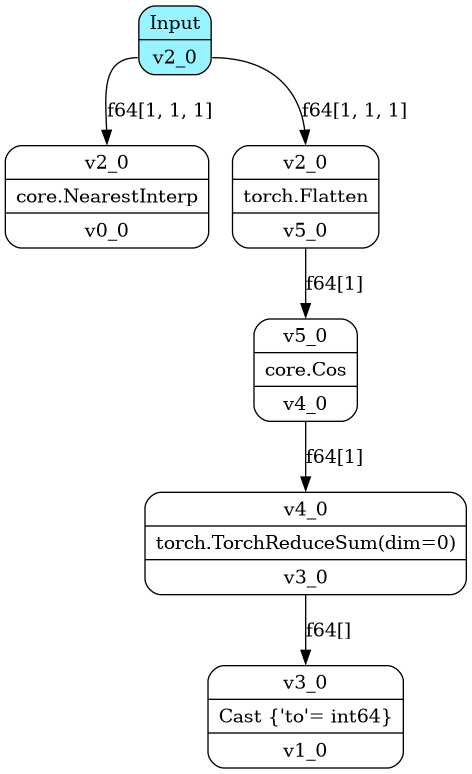 Input
v2_0
f64[1, 1, 1]
f64[1, 1, 1]
v2_0
core.NearestInterp
v0_0
v2_0
torch.Flatten
v5_0
f64[1]
v5_0
core.Cos
v4_0
f64[1]
v4_0
torch.TorchReduceSum(dim=0)
v3_0
f64[]
v3_0
Cast {'to'= int64}
v1_0